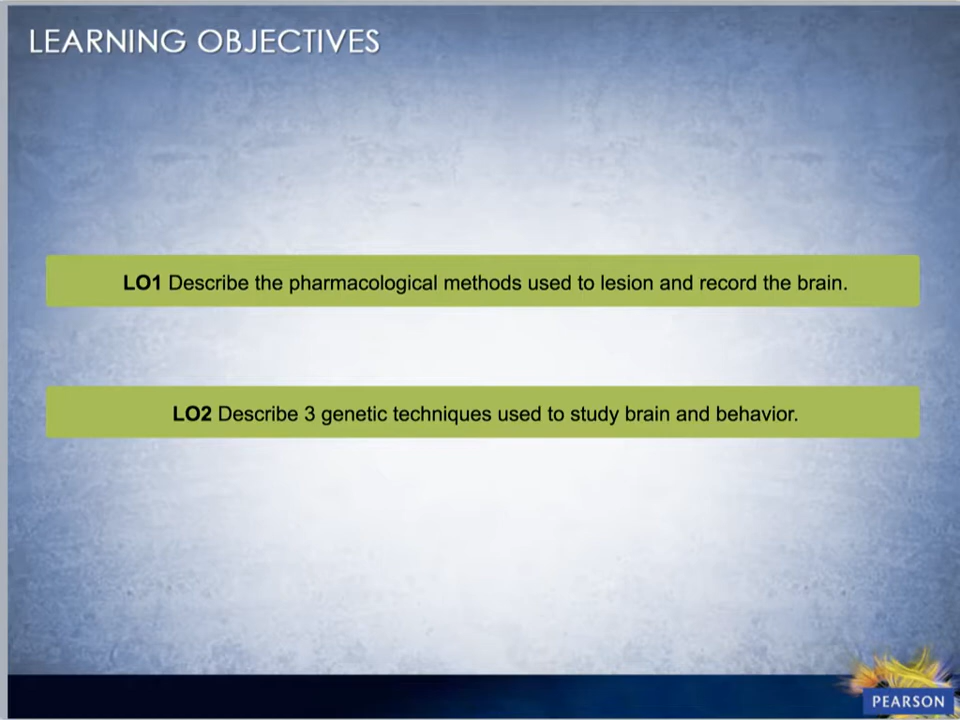 LEARNING OBJECTIVES
LO1 Describe the pharmacological methods used to lesion and record the brain.
LO2 Describe 3 genetic techniques used to study brain and behavior.
PEARSON